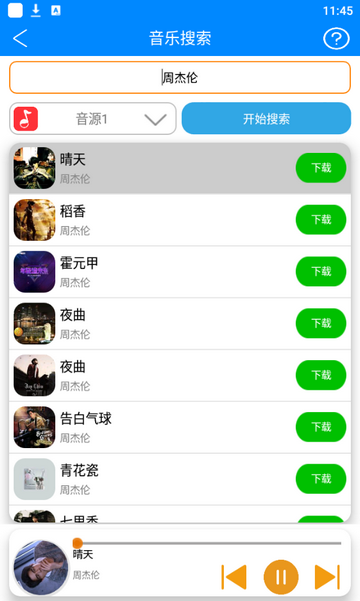 11:45
音乐搜索
周杰伦
音源1
开始搜索
晴天
周杰伦
下载
稻香
周杰伦
下载
霍元甲
周杰伦
下载
夜曲
周杰伦
下载
夜曲
周杰伦
下载
告白气球
周杰伦
下载
青花瓷
周杰伦
下载
七里香
晴天
周杰伦